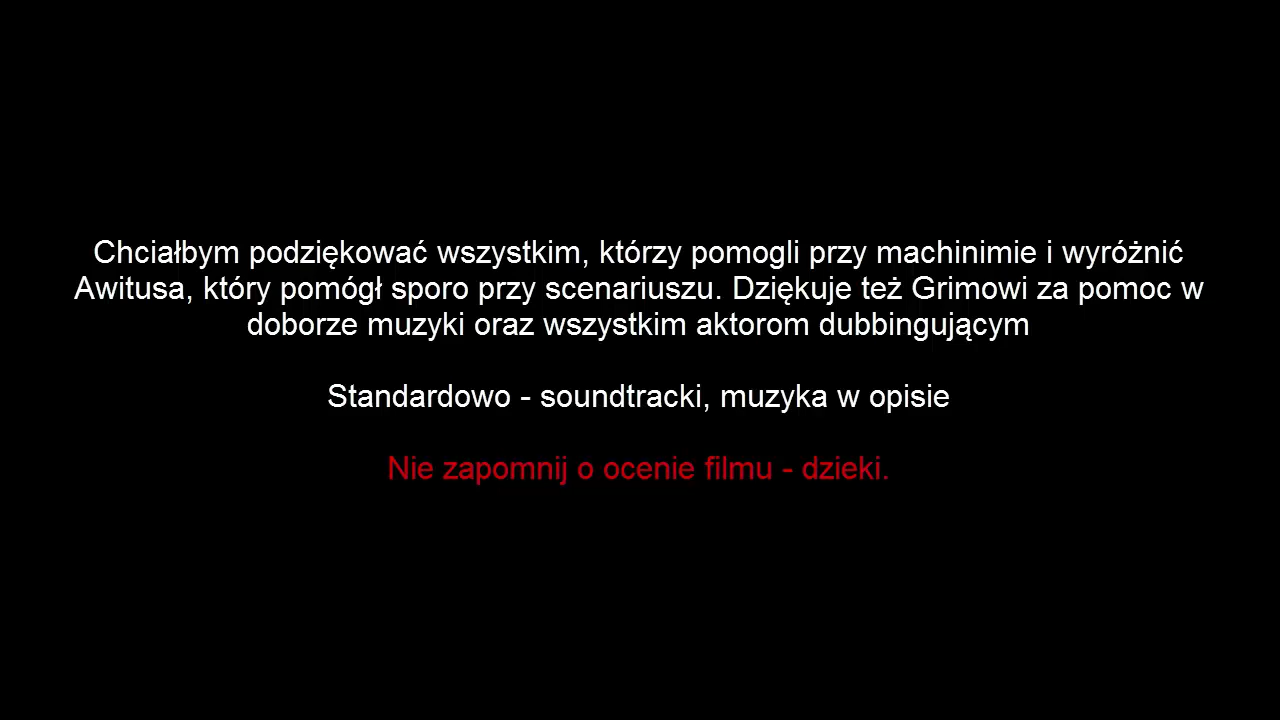 Chciałbym podziękować wszystkim, którzy pomogli przy machinimie i wyróżnić
Awitusa, który pomógł sporo przy scenariuszu. Dziękuje też Grimowi za pomoc w
doborze muzyki oraz wszystkim aktorom dubbingującym
Standardowo - soundtracki, muzyka w opisie
Nie zapomnij o ocenie filmu - dzieki.